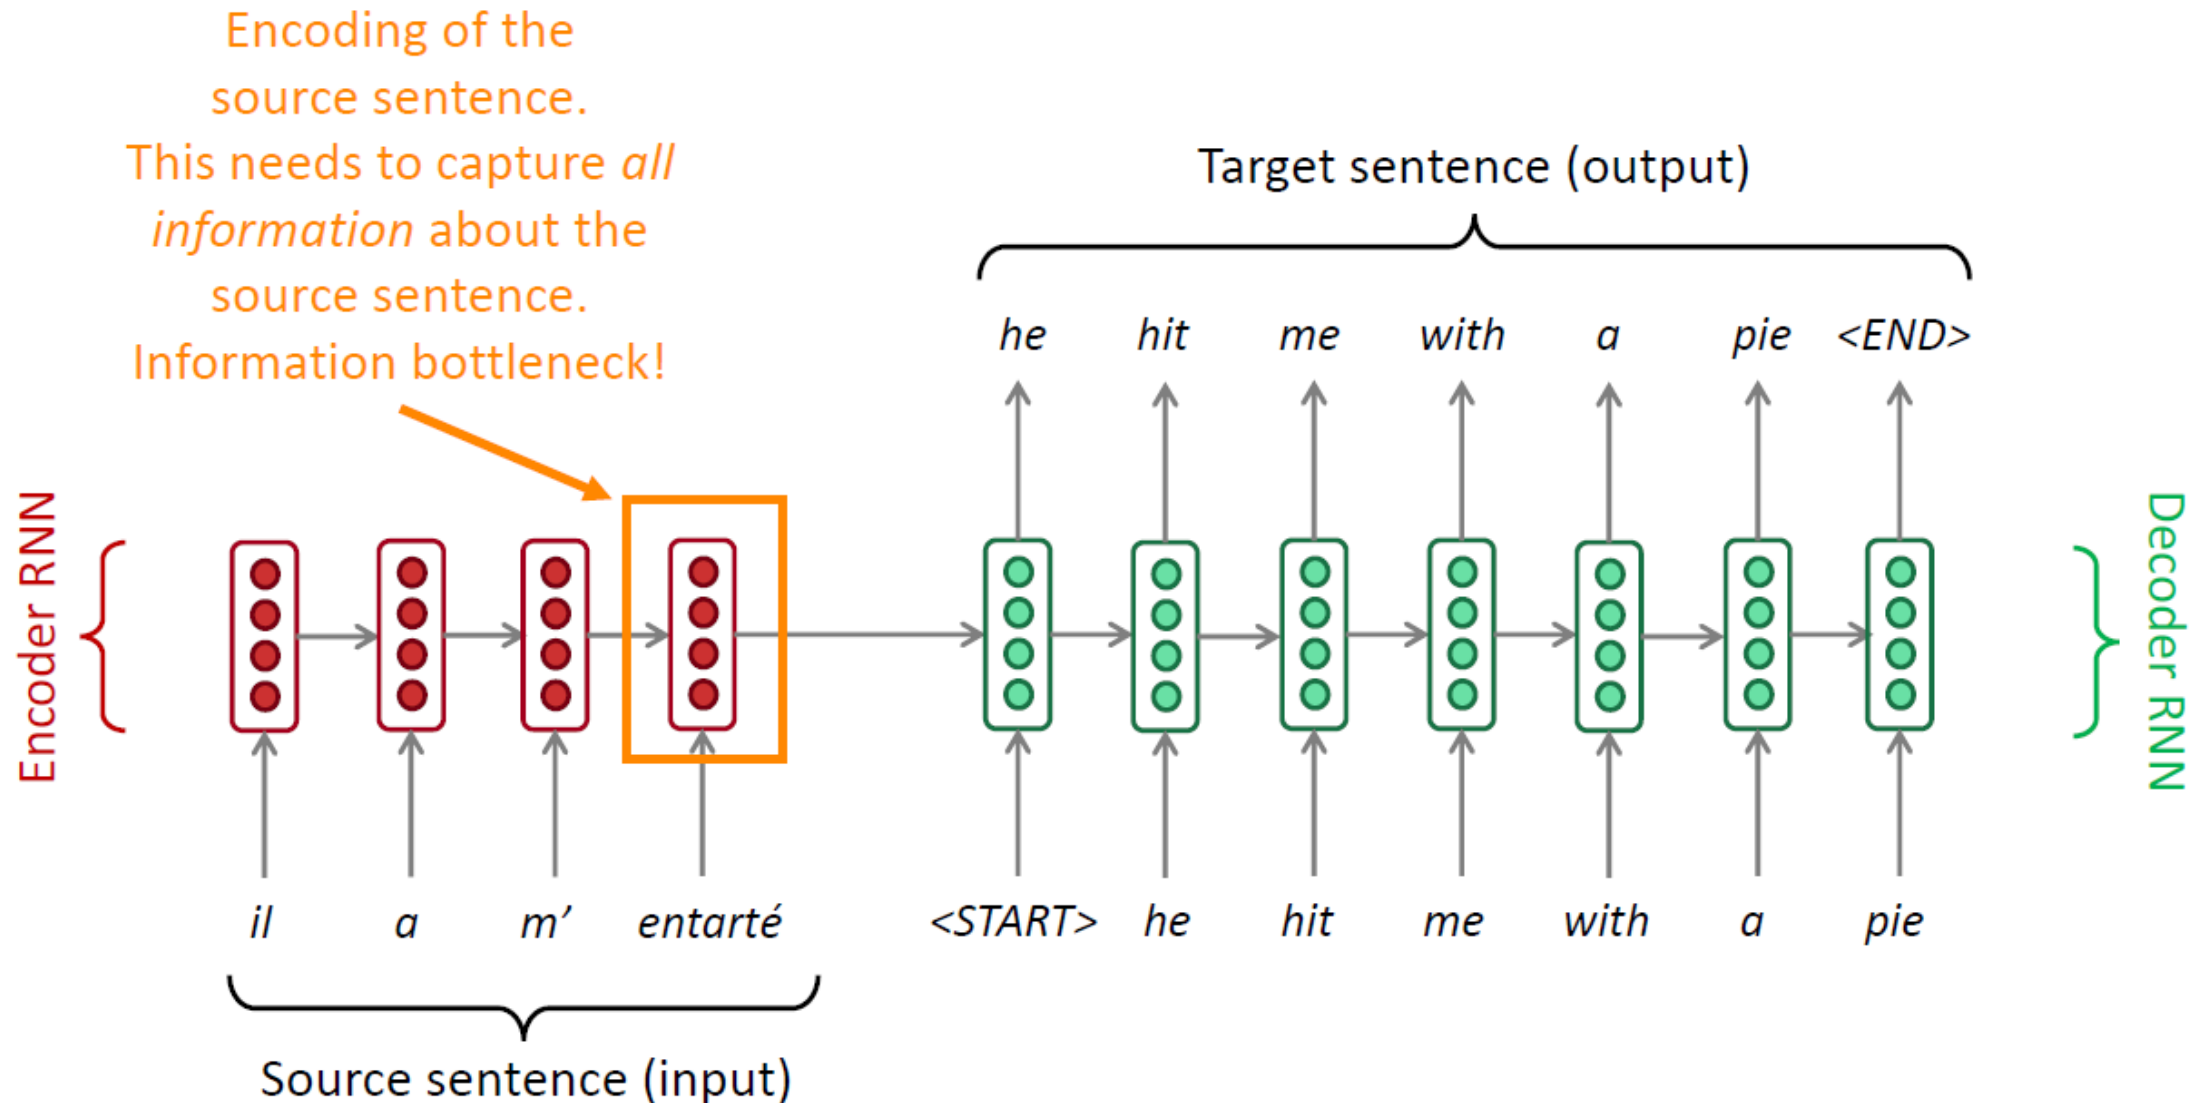 Encoding of the
source sentence.
This needs to capture all
information about the
source sentence.
Information bottleneck!
Target sentence (output)
he hit me with a pie <END>
Encoder RNN
Decoder RNN
il a m’ entarté <START> he hit me with a pie
Source sentence (input)